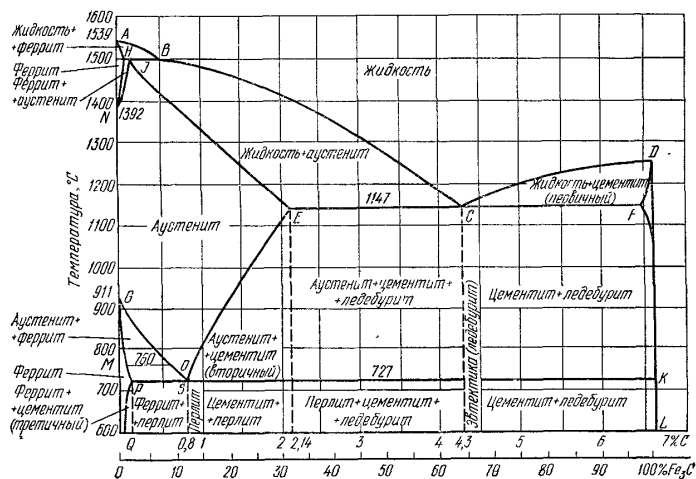 1600
1539
1500
1400
1300
1200
1100
1000
911
900
800
700
600
Температура, °C
Жидкость+
+феррит
Феррит
Феррит+
+аустенит
A
H
J
B
N
1392
Жидкость
Жидкость+аустенит
D
Жидкость+цементит
(первичный)
1147
E
C
F
Аустенит
G
Аустенит+цементит+
+ледебурит
Цементит+ледебурит
Эвтектика (ледебурит)
Аустенит+
+феррит
M
760
O
Аустенит+
+цементит
(вторичный)
727
K
Феррит
P
S
Феррит+
+цементит
(третичный)
Феррит+
+перлит
Перлит
Цементит+
+перлит
Перлит+цементит+
+ледебурит
Цементит+ледебурит
L
Q
0,8
1
2
2,14
3
4
4,3
5
6
7%C
0
10
20
30
40
50
60
70
80
90
100%Fe₃C